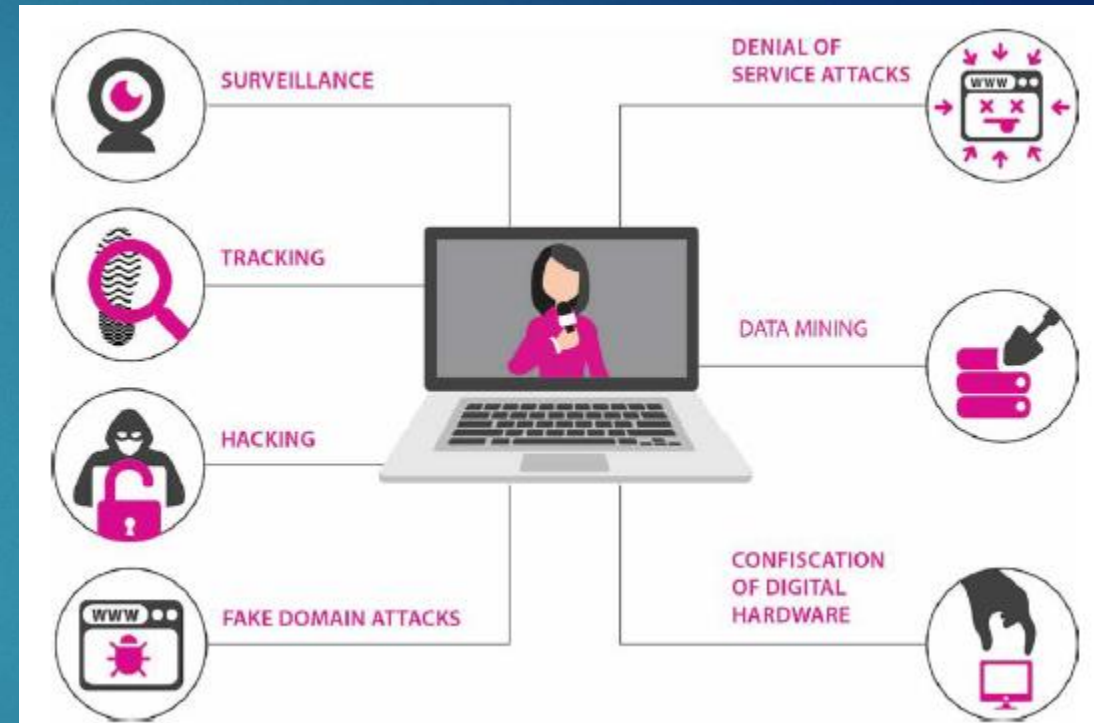 SURVEILLANCE
TRACKING
HACKING
WWW
FAKE DOMAIN ATTACKS
DENIAL OF
SERVICE ATTACKS
WWW
DATA MINING
CONFISCATION
OF DIGITAL
HARDWARE